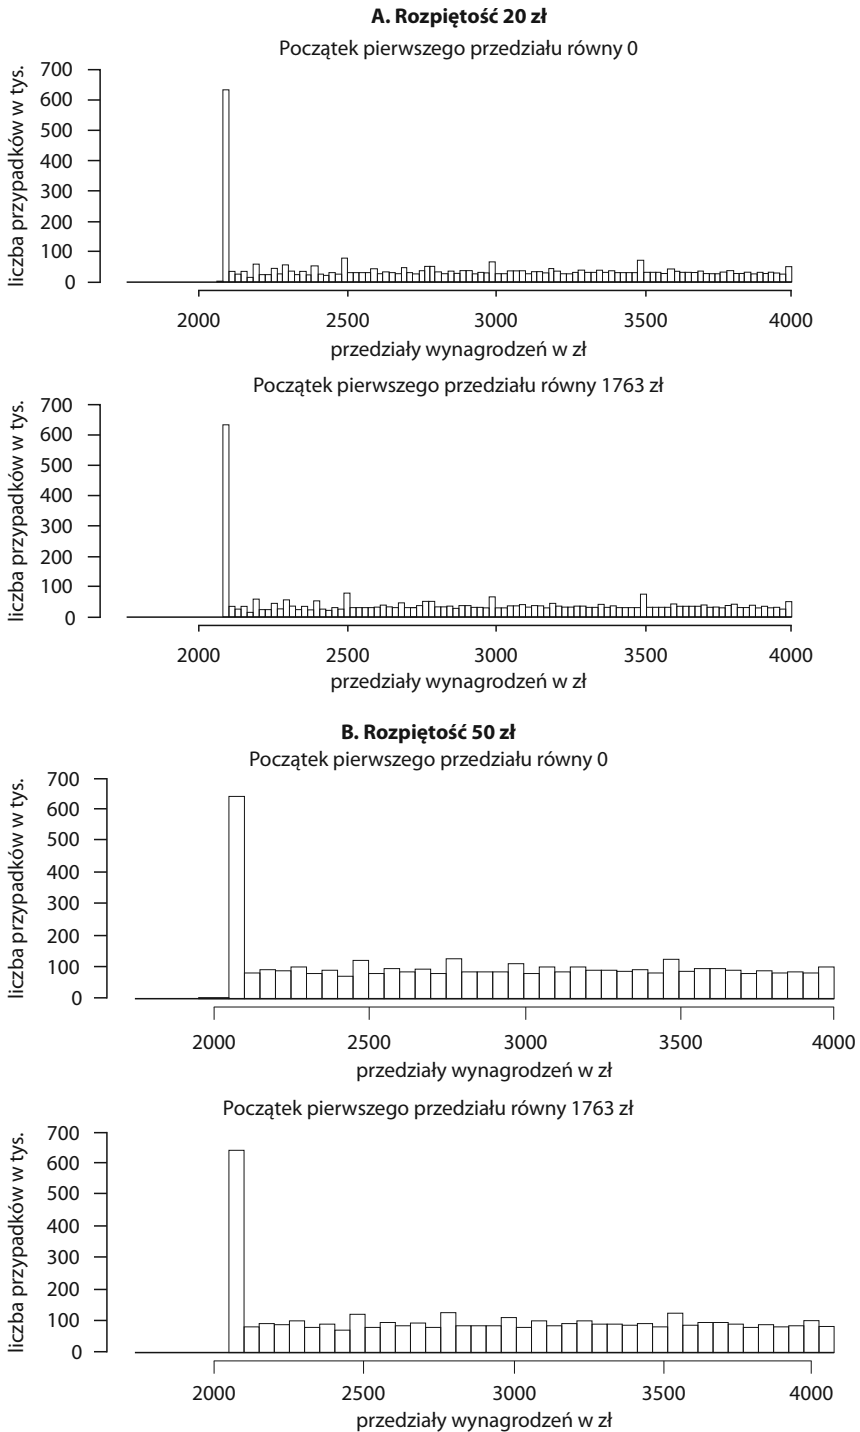 A. Rozpiętość 20 zł
Początek pierwszego przedziału równy 0
liczba przypadków w tys.
700
600
500
400
300
200
100
0
2000 2500 3000 3500 4000
przedziały wynagrodzeń w zł
Początek pierwszego przedziału równy 1763 zł
liczba przypadków w tys.
700
600
500
400
300
200
100
0
2000 2500 3000 3500 4000
przedziały wynagrodzeń w zł
B. Rozpiętość 50 zł
Początek pierwszego przedziału równy 0
liczba przypadków w tys.
700
600
500
400
300
200
100
0
2000 2500 3000 3500 4000
przedziały wynagrodzeń w zł
Początek pierwszego przedziału równy 1763 zł
liczba przypadków w tys.
700
600
500
400
300
200
100
0
2000 2500 3000 3500 4000
przedziały wynagrodzeń w zł